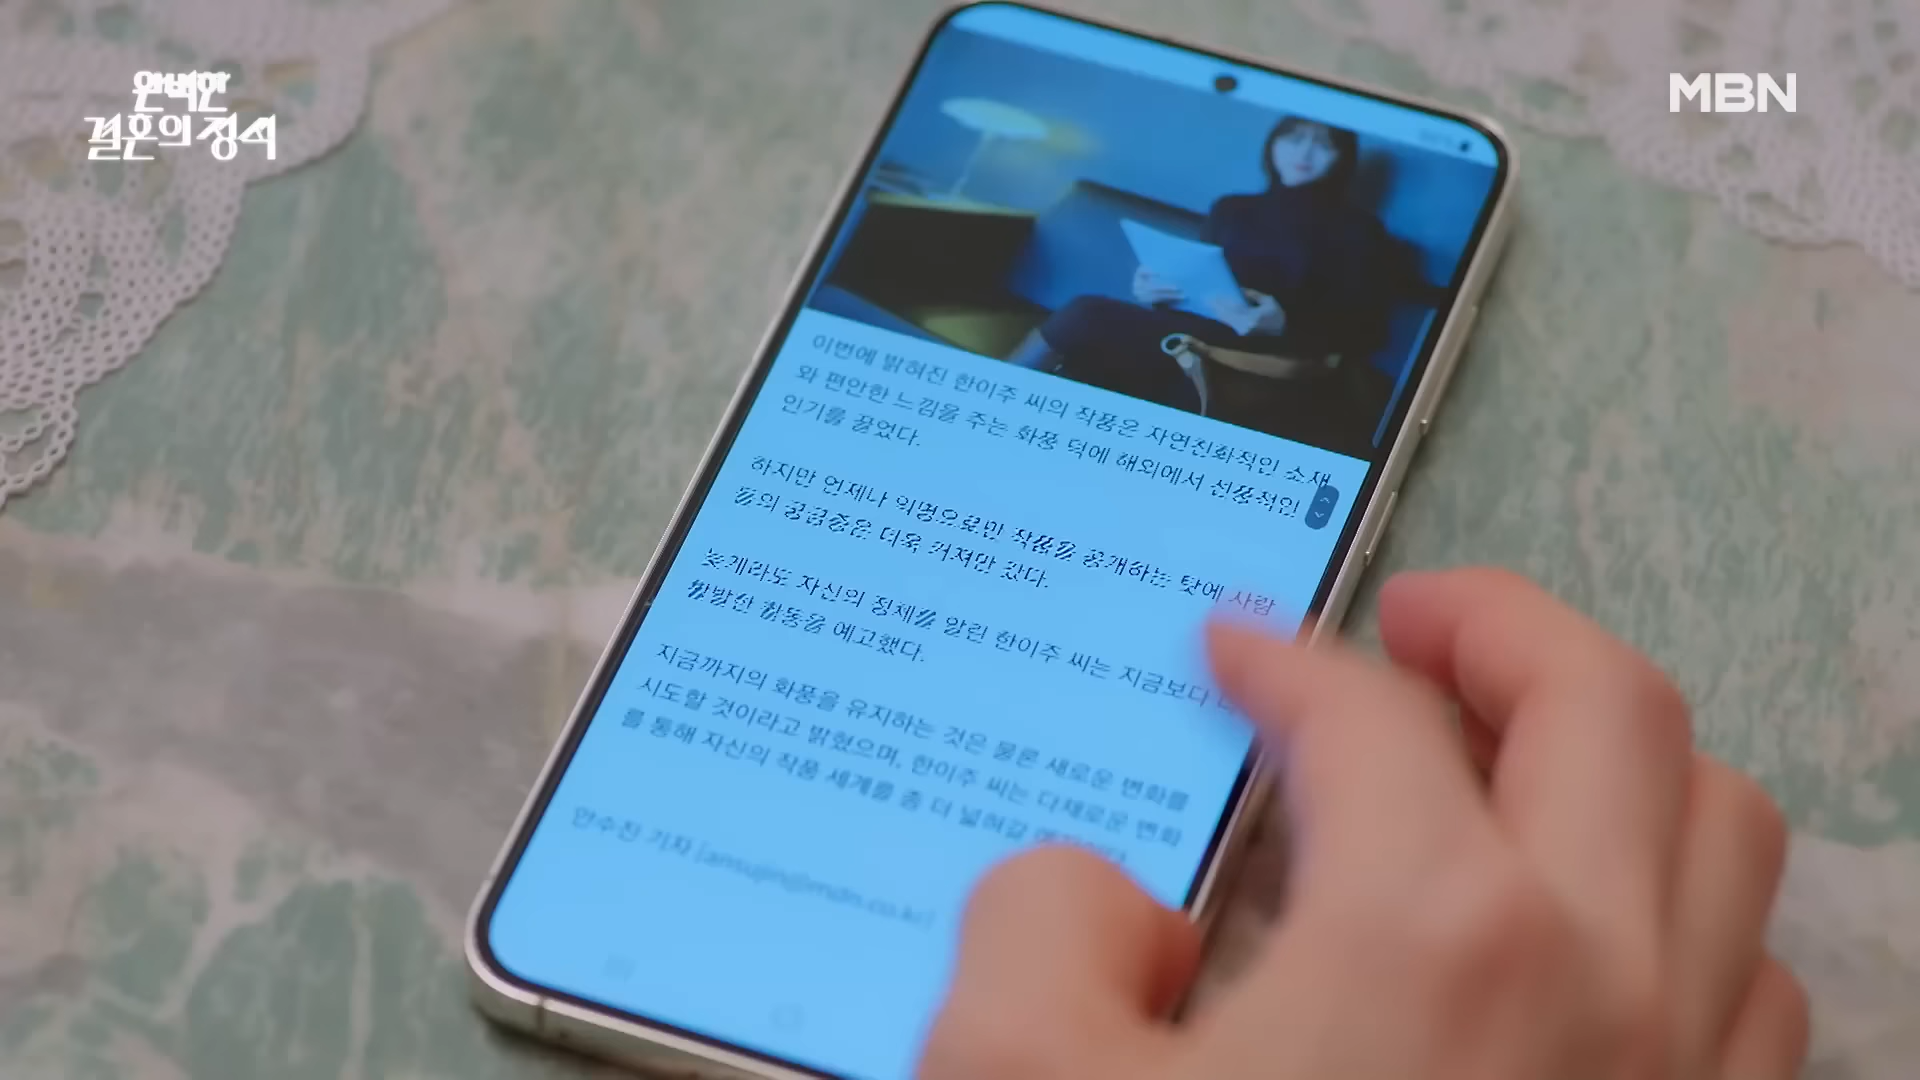 완벽한
결혼의 정석
MBN
이번에 밝혀진 한이주 씨의 작품은 자연친화적인 소재
와 편안한 느낌을 주는 화풍 덕에 해외에서 선풍적인
인기를 끌었다.
하지만 언제나 익명으로만 작품을 공개하는 탓에 사람
들의 궁금증은 더욱 커져만 갔다.
늦게라도 자신의 정체를 알린 한이주 씨는 지금보다 더
활발한 활동을 예고했다.
지금까지의 화풍을 유지하는 것은 물론 새로운 변화를
시도할 것이라고 밝혔으며, 한이주 씨는 다채로운 변화
를 통해 자신의 작품 세계를 좀 더 넓혀갈
안수진 기자 [ansujin@mdn.co.kr]